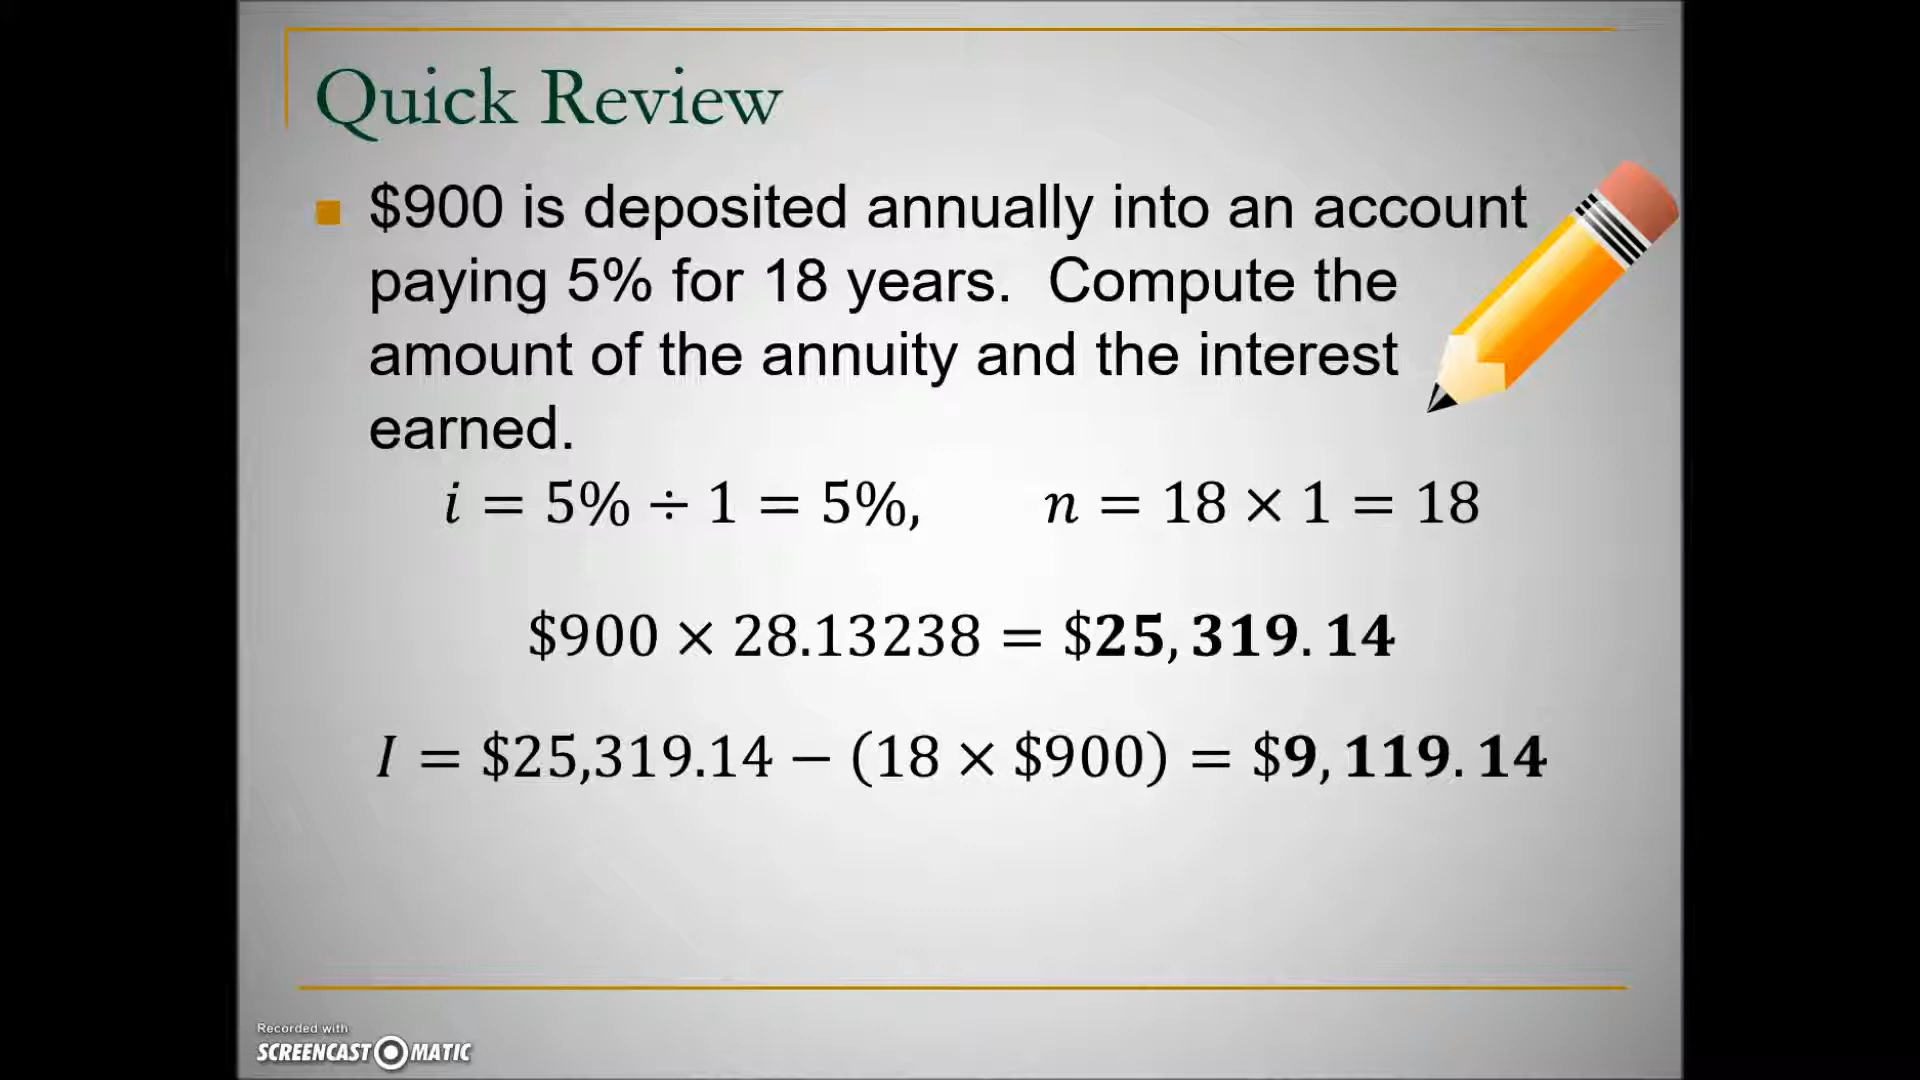 Quick Review
$900 is deposited annually into an account
paying 5% for 18 years. Compute the
amount of the annuity and the interest
earned.
i = 5% ÷ 1 = 5%, n = 18 × 1 = 18
$900 × 28.13238 = $25,319.14
I = $25,319.14 − (18 × $900) = $9,119.14
Recorded with
SCREENCAST MATIC